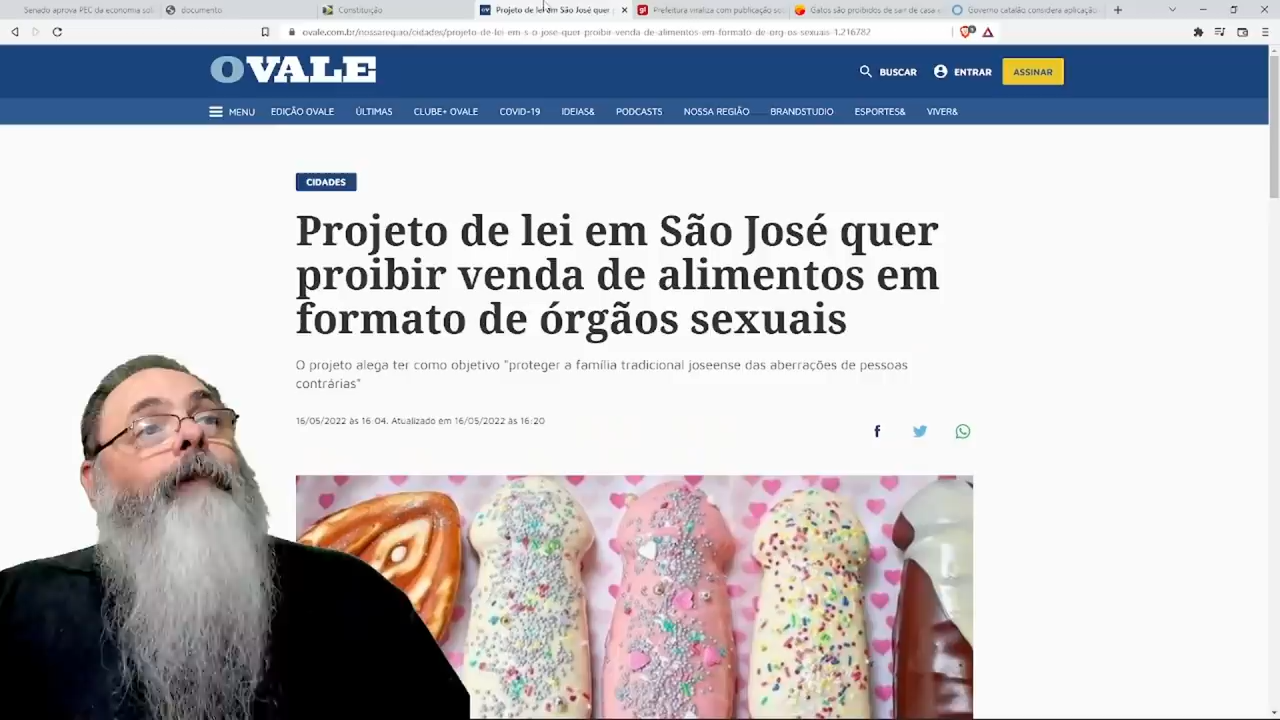 Senado aprova PEC da economia soli
documento
Constituição
Projeto de lei em São José quer p
Prefeitura viraliza com publicação so
Gatos são proibidos de sair de casa
Governo catalão considera aplicação
ovale.com.br/nossaregiao/cidades/projeto-de-lei-em-s-o-jose-quer-proibir-venda-de-alimentos-em-formato-de-org-os-sexuais-1.216782
OVALE
BUSCAR
ENTRAR
ASSINAR
MENU
EDIÇÃO OVALE
ÚLTIMAS
CLUBE+ OVALE
COVID-19
IDEIAS&
PODCASTS
NOSSA REGIÃO
BRANDSTUDIO
ESPORTES&
VIVER&
CIDADES
Projeto de lei em São José quer
proibir venda de alimentos em
formato de órgãos sexuais
O projeto alega ter como objetivo "proteger a família tradicional joseense das aberrações de pessoas
contrárias"
16/05/2022 às 16:04. Atualizado em 16/05/2022 às 16:20